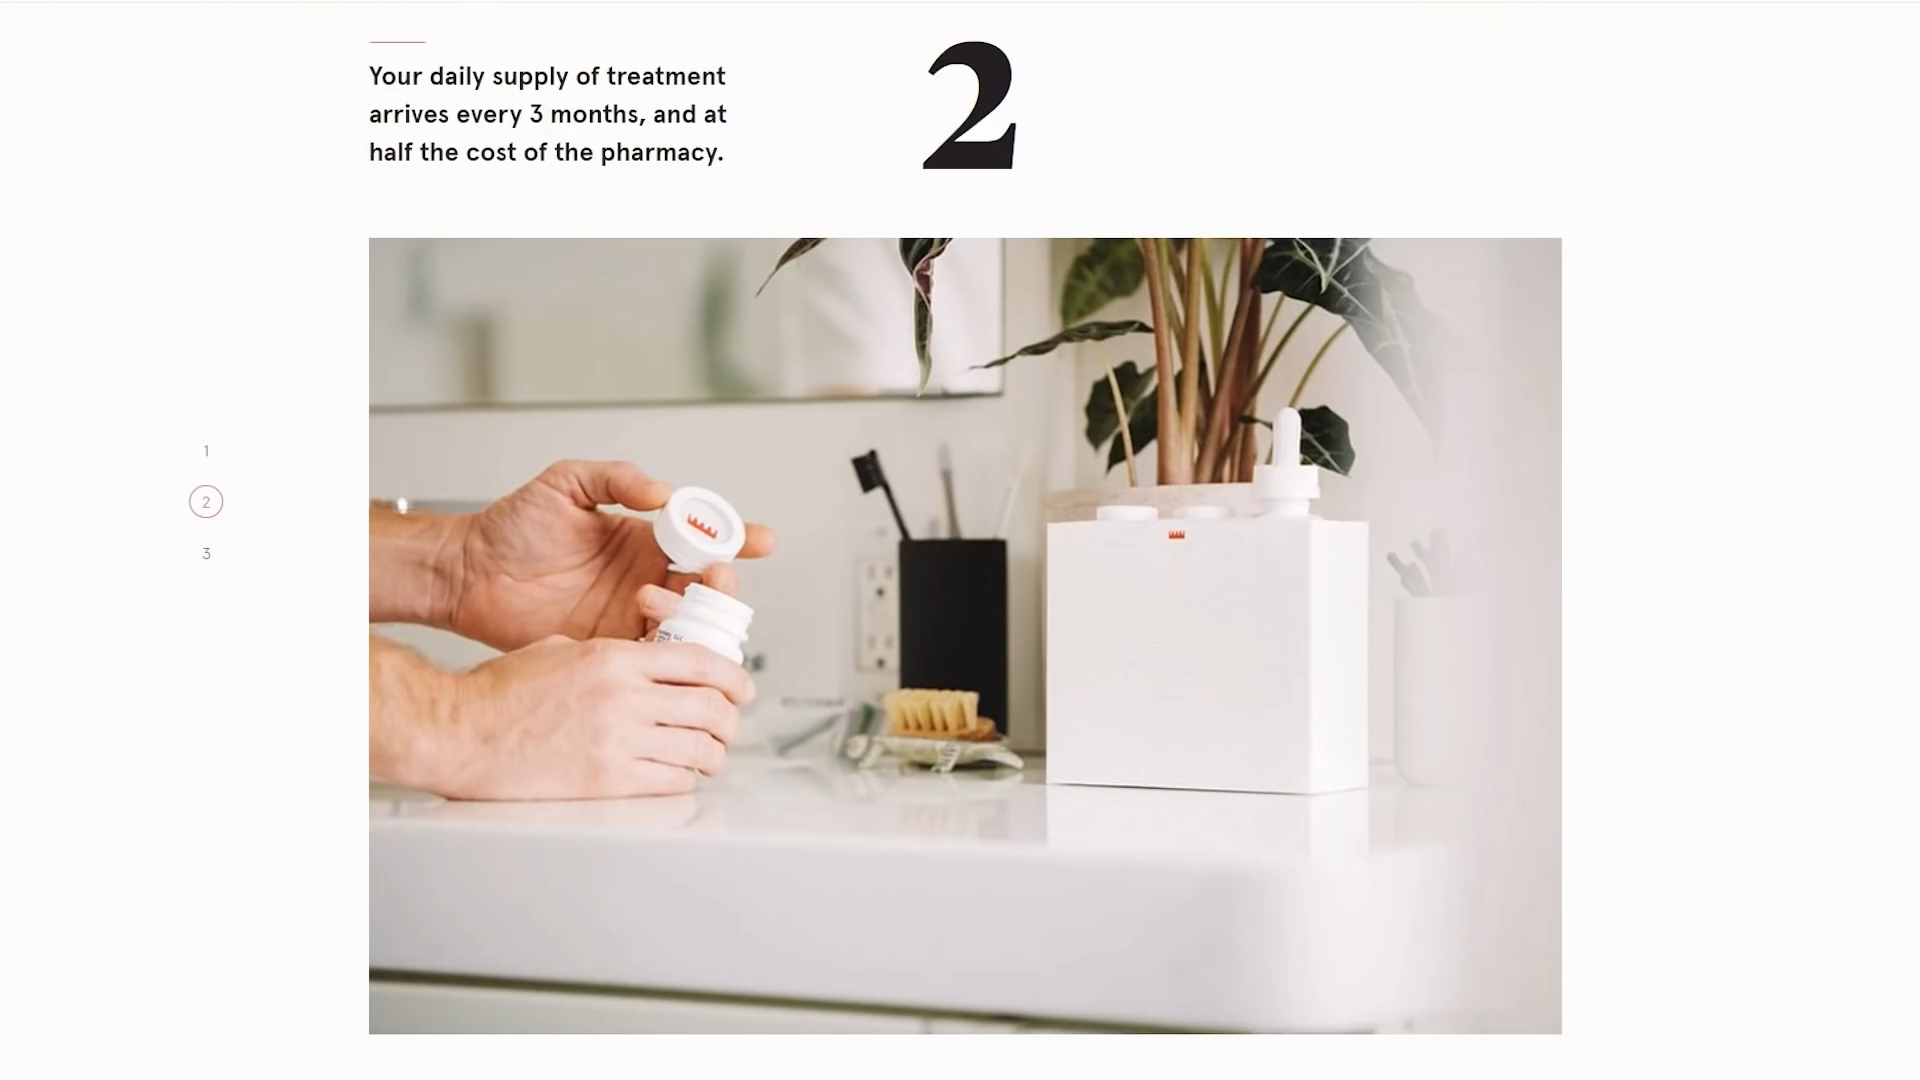 Your daily supply of treatment
arrives every 3 months, and at
half the cost of the pharmacy.
2
1
2
3